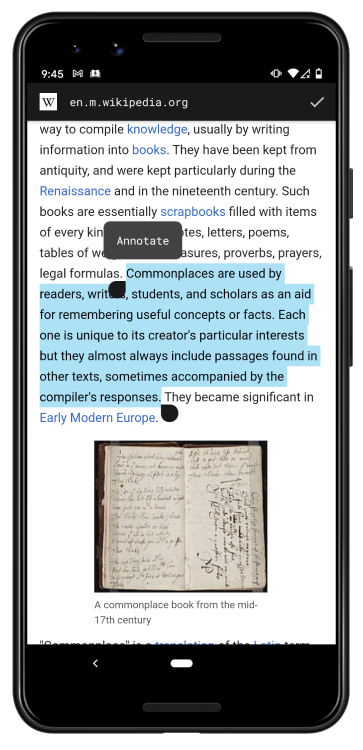 9:45
W
en.m.wikipedia.org
way to compile knowledge, usually by writing
information into books. They have been kept from
antiquity, and were kept particularly during the
Renaissance and in the nineteenth century. Such
books are essentially scrapbooks filled with items
of every kin tes, letters, poems,
Annotate
tables of we asures, proverbs, prayers,
legal formulas. Commonplaces are used by
readers, writers, students, and scholars as an aid
for remembering useful concepts or facts. Each
one is unique to its creator's particular interests
but they almost always include passages found in
other texts, sometimes accompanied by the
compiler's responses. They became significant in
Early Modern Europe.
A commonplace book from the mid-
17th century
"Commonplace" is a translation of the Latin term